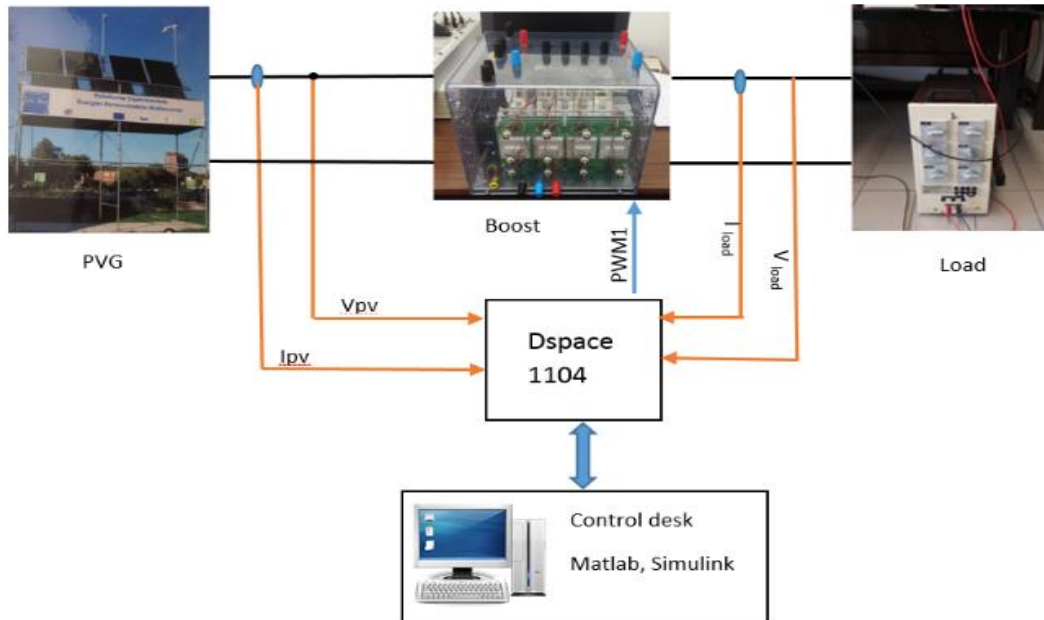 PVG
Boost
Load
PWM1
I load
V load
Vpv
Ipv
Dspace
1104
Control desk
Matlab, Simulink